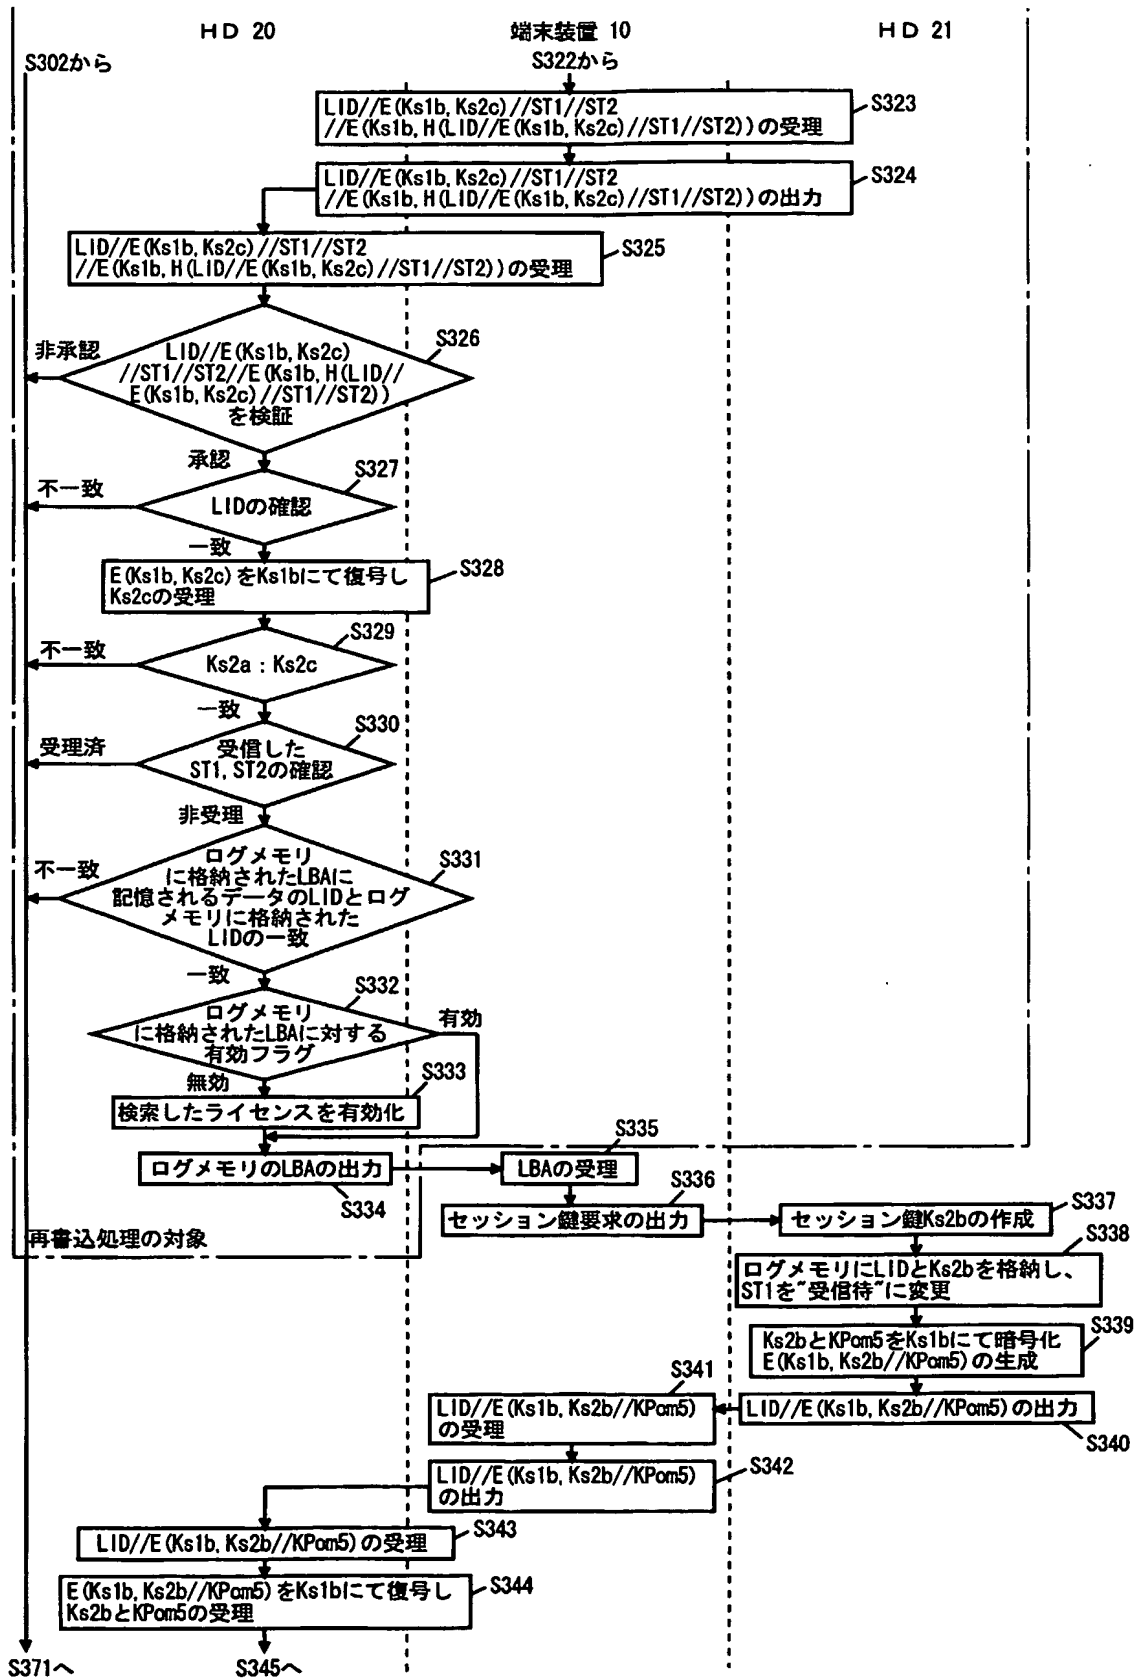 HD 20
端末装置 10
HD 21
S302から
S322から
LID//E(Ks1b, Ks2c)//ST1//ST2
//E(Ks1b, H(LID//E(Ks1b, Ks2c)//ST1//ST2))の受理
S323
LID//E(Ks1b, Ks2c)//ST1//ST2
//E(Ks1b, H(LID//E(Ks1b, Ks2c)//ST1//ST2))の出力
S324
LID//E(Ks1b, Ks2c)//ST1//ST2
//E(Ks1b, H(LID//E(Ks1b, Ks2c)//ST1//ST2))の受理
S325
S326
非承認
LID//E(Ks1b, Ks2c)
//ST1//ST2//E(Ks1b, H(LID//
E(Ks1b, Ks2c)//ST1//ST2))
を検証
承認
S327
不一致
LIDの確認
一致
E(Ks1b, Ks2c)をKs1bにて復号し
Ks2cの受理
S328
S329
不一致
Ks2a : Ks2c
一致
S330
受理済
受信した
ST1, ST2の確認
非受理
S331
不一致
ログメモリ
に格納されたLBAに
記憶されるデータのLIDとログ
メモリに格納された
LIDの一致
一致
S332
ログメモリ
に格納されたLBAに対する
有効フラグ
有効
無効
S333
検索したライセンスを有効化
ログメモリのLBAの出力
S334
S335
LBAの受理
S336
セッション鍵要求の出力
S337
セッション鍵Ks2bの作成
再書込処理の対象
S338
ログメモリにLIDとKs2bを格納し、
ST1を"受信待"に変更
S339
Ks2bとKPom5をKs1bにて暗号化
E(Ks1b, Ks2b//KPom5)の生成
LID//E(Ks1b, Ks2b//KPom5)の出力
S340
S341
LID//E(Ks1b, Ks2b//KPom5)
の受理
LID//E(Ks1b, Ks2b//KPom5)
の出力
S342
LID//E(Ks1b, Ks2b//KPom5)の受理
S343
E(Ks1b, Ks2b//KPom5)をKs1bにて復号し
Ks2bとKPom5の受理
S344
S371へ
S345へ